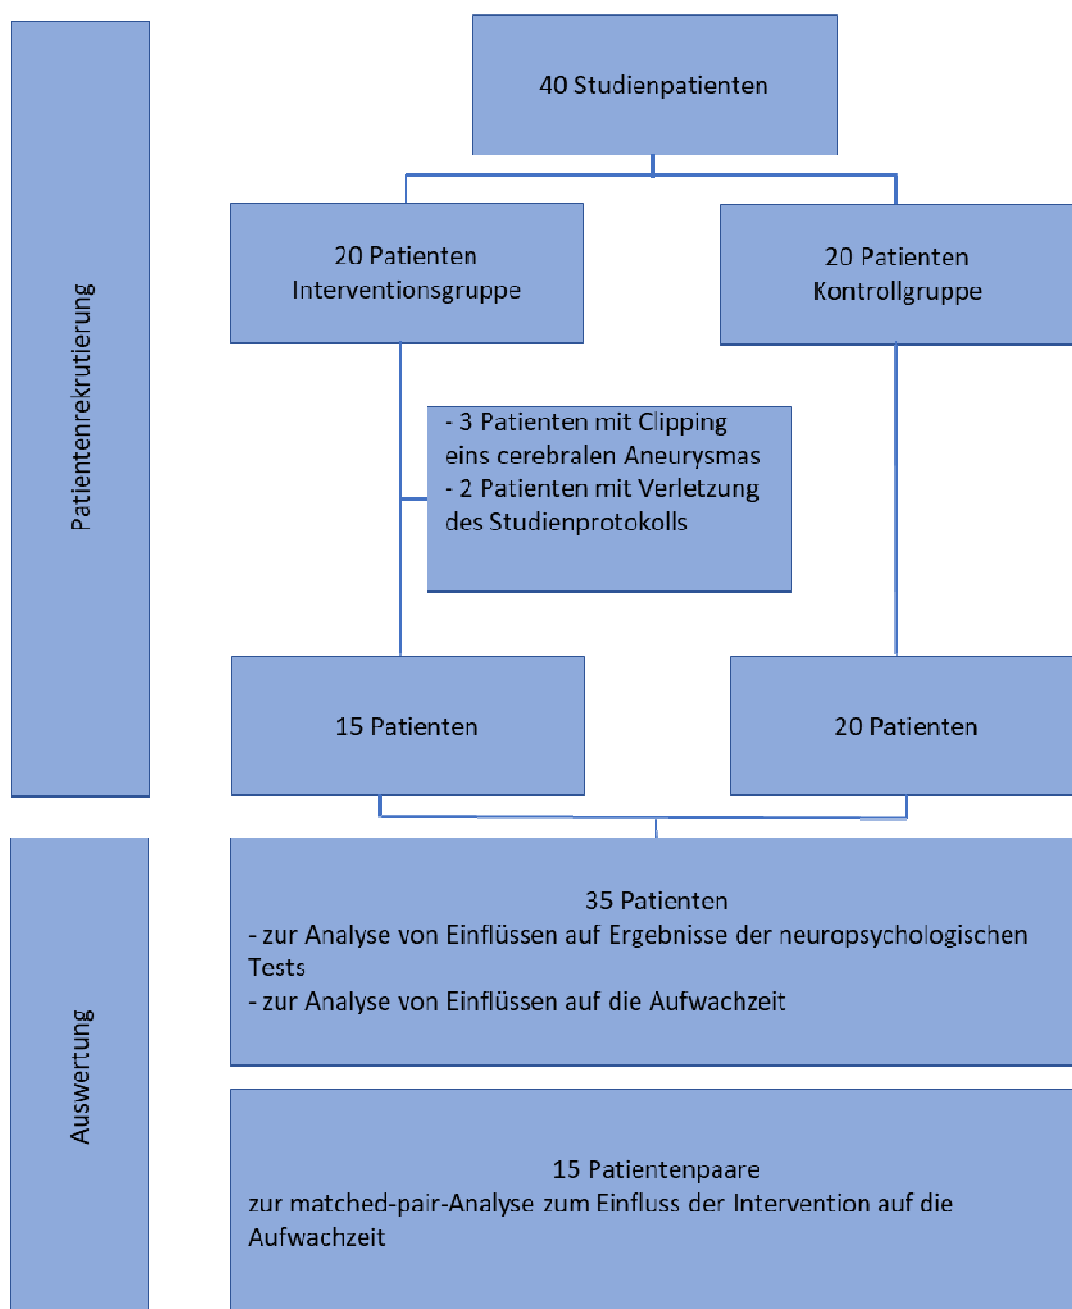 40 Studienpatienten
Patientenrekrutierung
20 Patienten
Interventionsgruppe
20 Patienten
Kontrollgruppe
- 3 Patienten mit Clipping
eins cerebralen Aneurysmas
- 2 Patienten mit Verletzung
des Studienprotokolls
15 Patienten
20 Patienten
Auswertung
35 Patienten
- zur Analyse von Einflüssen auf Ergebnisse der neuropsychologischen
Tests
- zur Analyse von Einflüssen auf die Aufwachzeit
15 Patientenpaare
zur matched-pair-Analyse zum Einfluss der Intervention auf die
Aufwachzeit